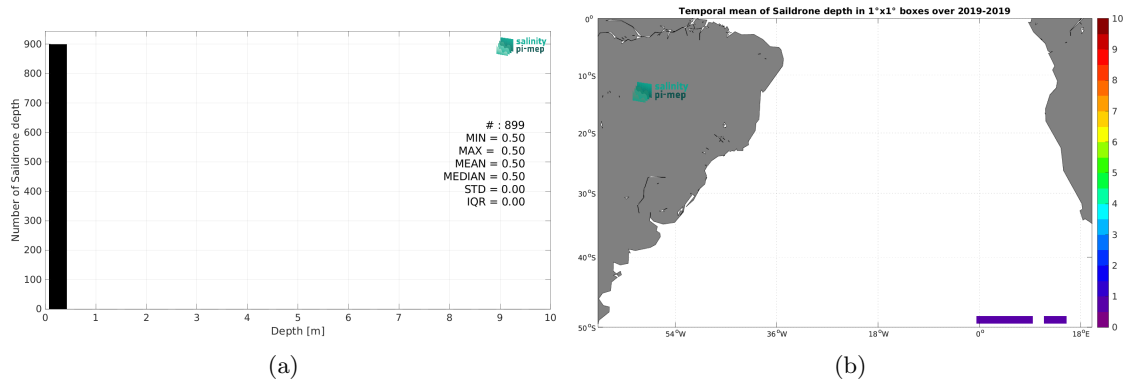 900
800
700
600
500
400
300
200
100
0
Number of Saildrone depth
salinity
pi-mep
# : 899
MIN = 0.50
MAX = 0.50
MEAN = 0.50
MEDIAN = 0.50
STD = 0.00
IQR = 0.00
0 1 2 3 4 5 6 7 8 9 10
Depth [m]
(a)
Temporal mean of Saildrone depth in 1°x1° boxes over 2019-2019
0°
10°S
20°S
30°S
40°S
50°S
salinity
pi-mep
54°W 36°W 18°W 0° 18°E
10
9
8
7
6
5
4
3
2
1
0
(b)